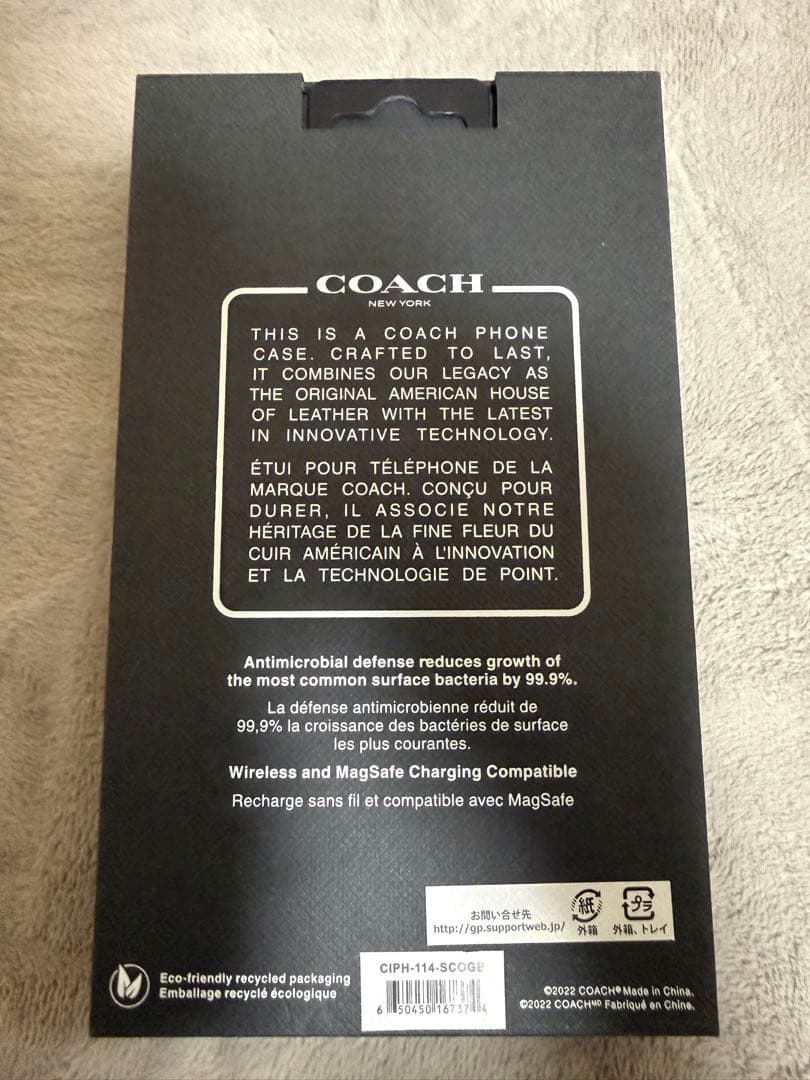 COACH
NEW YORK
THIS IS A COACH PHONE
CASE. CRAFTED TO LAST,
IT COMBINES OUR LEGACY AS
THE ORIGINAL AMERICAN HOUSE
OF LEATHER WITH THE LATEST
IN INNOVATIVE TECHNOLOGY.
ÉTUI POUR TÉLÉPHONE DE LA
MARQUE COACH. CONÇU POUR
DURER, IL ASSOCIE NOTRE
HÉRITAGE DE LA FINE FLEUR DU
CUIR AMÉRICAIN À L'INNOVATION
ET LA TECHNOLOGIE DE POINT.
Antimicrobial defense reduces growth of
the most common surface bacteria by 99.9%.
La défense antimicrobienne réduit de
99,9% la croissance des bactéries de surface
les plus courantes.
Wireless and MagSafe Charging Compatible
Recharge sans fil et compatible avec MagSafe
お問い合せ先
http://gp.supportweb.jp/
紙
外箱
プラ
外箱、トレイ
Eco-friendly recycled packaging
Emballage recyclé écologique
CIPH-114-SCOGB
6 50450 16737 4
©2022 COACH® Made in China.
©2022 COACHᴹᴰ Fabriqué en Chine.